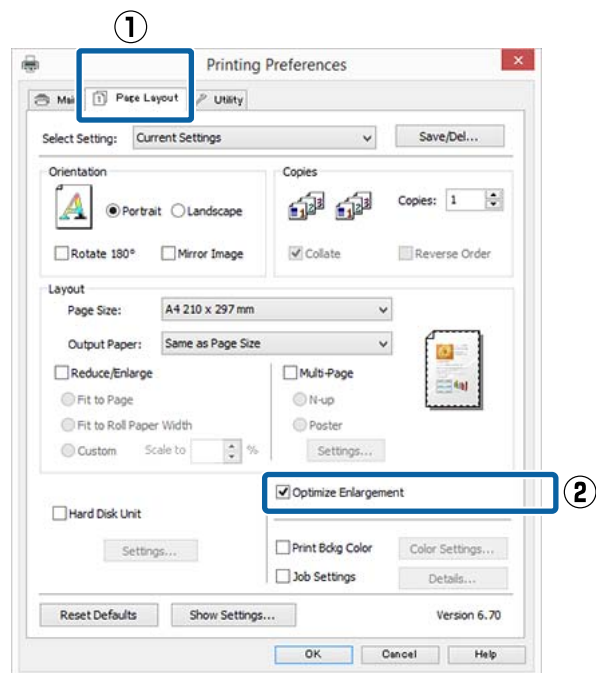 ①
Printing Preferences
Mai Page Layout Utility
Select Setting: Current Settings Save/Del...
Orientation Copies
Portrait Landscape Copies: 1
Rotate 180° Mirror Image Collate Reverse Order
Layout
Page Size: A4 210 x 297 mm
Output Paper: Same as Page Size
Reduce/Enlarge Multi-Page
Fit to Page N-up
Fit to Roll Paper Width Poster
Custom Scale to % Settings...
Optimize Enlargement ②
Hard Disk Unit
Settings... Print Bckg Color Color Settings...
Job Settings Details...
Reset Defaults Show Settings... Version 6.70
OK Cancel Help